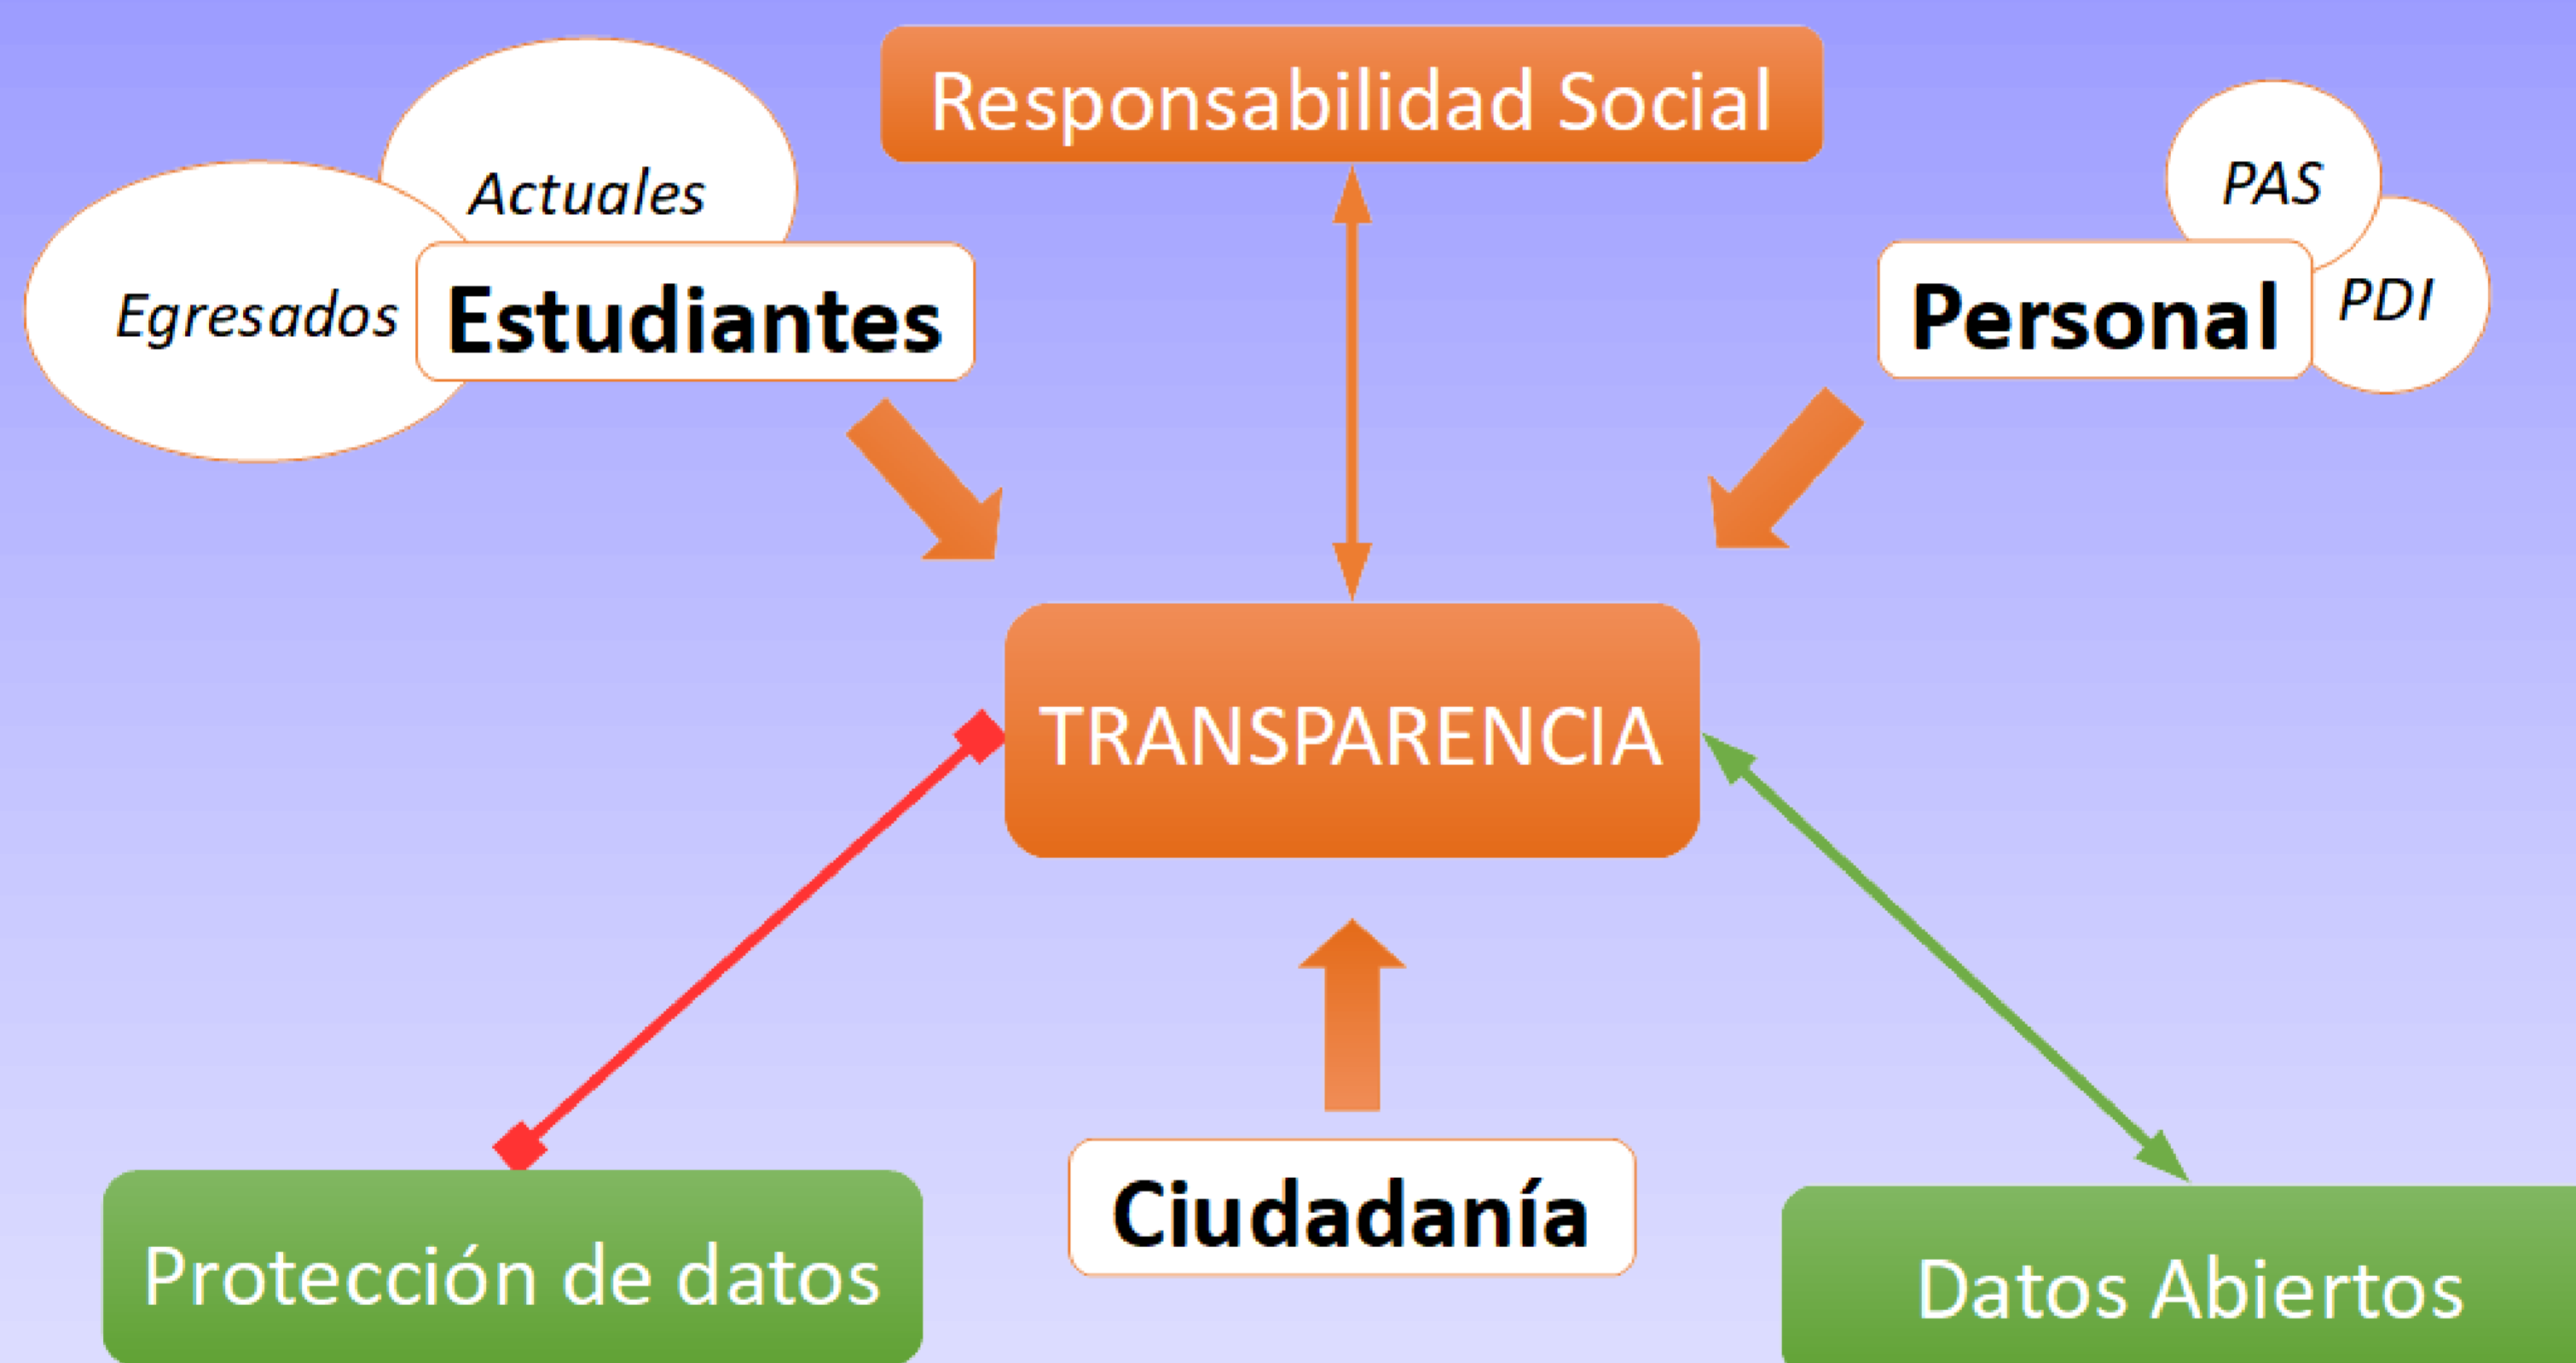 Responsabilidad Social
Actuales
Egresados
Estudiantes
PAS
PDI
Personal
TRANSPARENCIA
Ciudadanía
Protección de datos
Datos Abiertos